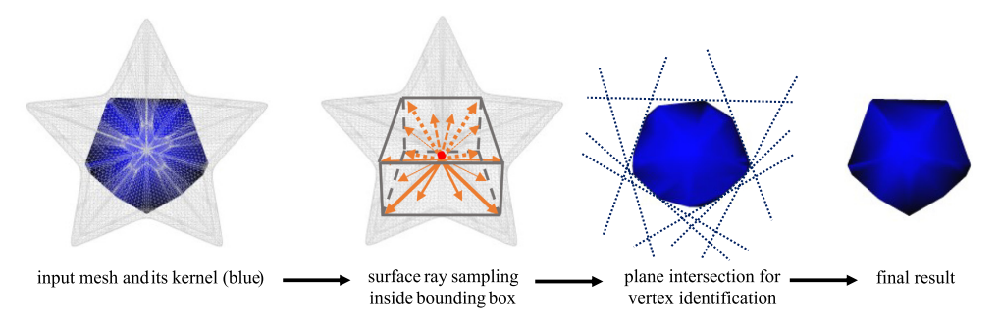 input mesh and its kernel (blue)
surface ray sampling
inside bounding box
plane intersection for
vertex identification
final result